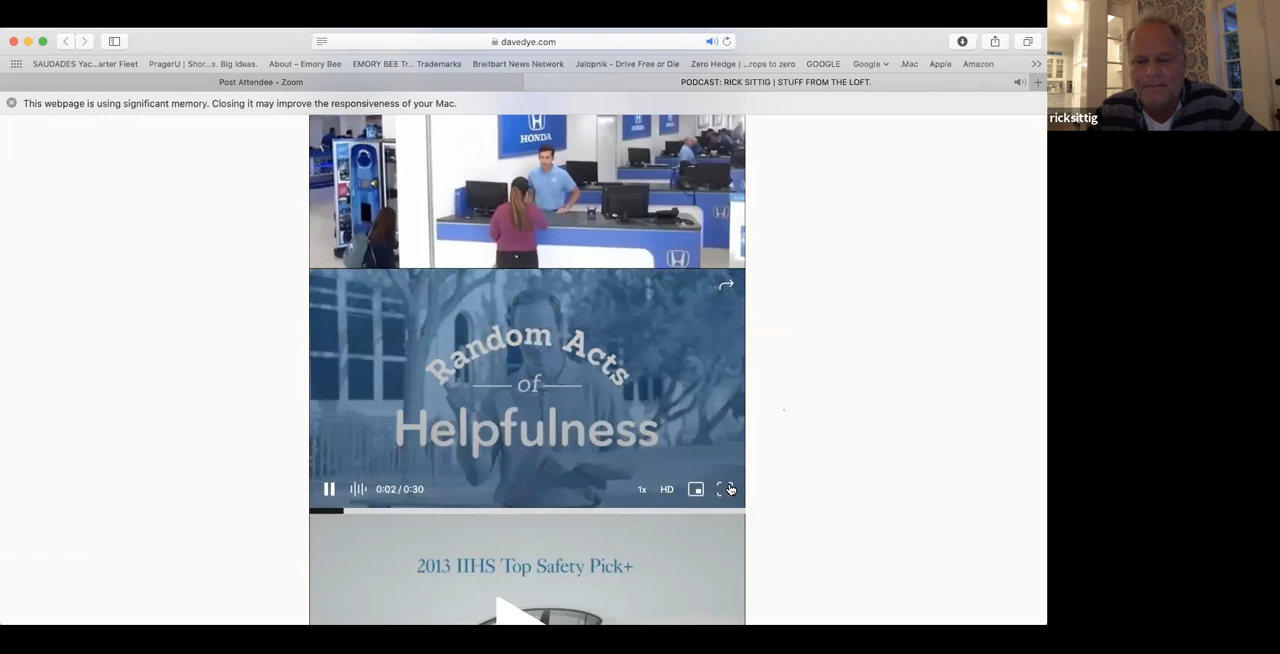 davedye.com
SAUDADES Yac...arter Fleet
PragerU | Shor...s. Big Ideas.
About – Emory Bee
EMORY BEE Tr... Trademarks
Breitbart News Network
Jalopnik - Drive Free or Die
Zero Hedge | ...rops to zero
GOOGLE
Google
.Mac
Apple
Amazon
Post Attendee - Zoom
PODCAST: RICK SITTIG | STUFF FROM THE LOFT.
This webpage is using significant memory. Closing it may improve the responsiveness of your Mac.
ricksittig
HONDA
Random Acts
of
Helpfulness
0:02 / 0:30
1x
HD
2013 IIHS Top Safety Pick+